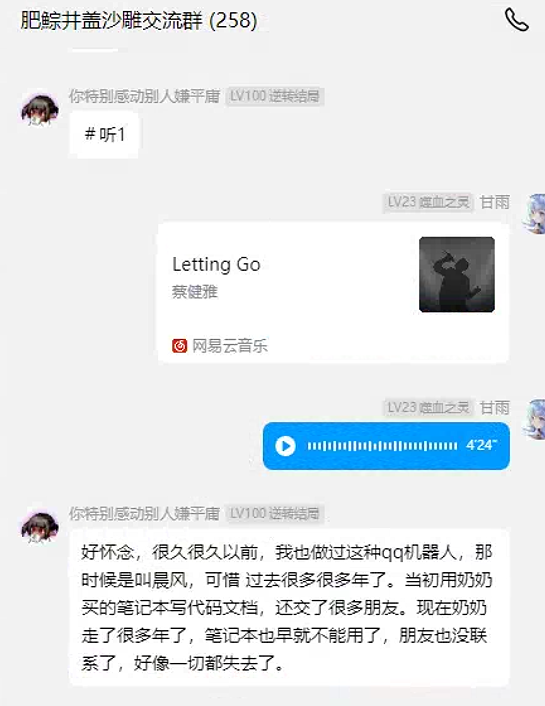 肥鲸井盖沙雕交流群 (258)
你特别感动别人嫌平庸 LV100 逆转结局
# 听1
LV23 噬血之灵 甘雨
Letting Go
蔡健雅
网易云音乐
LV23 噬血之灵 甘雨
4'24"
你特别感动别人嫌平庸 LV100 逆转结局
好怀念，很久很久以前，我也做过这种qq机器人，那
时候是叫晨风，可惜 过去很多很多年了。当初用奶奶
买的笔记本写代码文档，还交了很多朋友。现在奶奶
走了很多年了，笔记本也早就不能用了，朋友也没联
系了，好像一切都失去了。